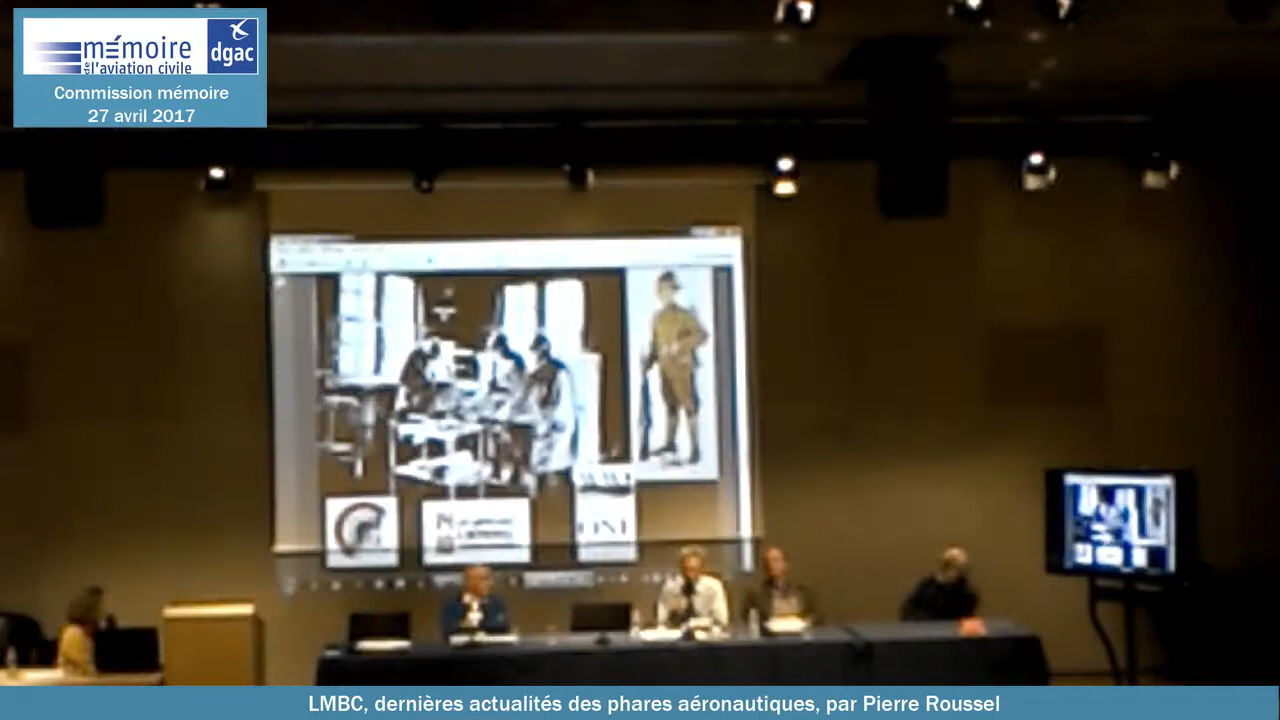 mémoire
de l'aviation civile
dgac
Commission mémoire
27 avril 2017
LMBC, dernières actualités des phares aéronautiques, par Pierre Roussel